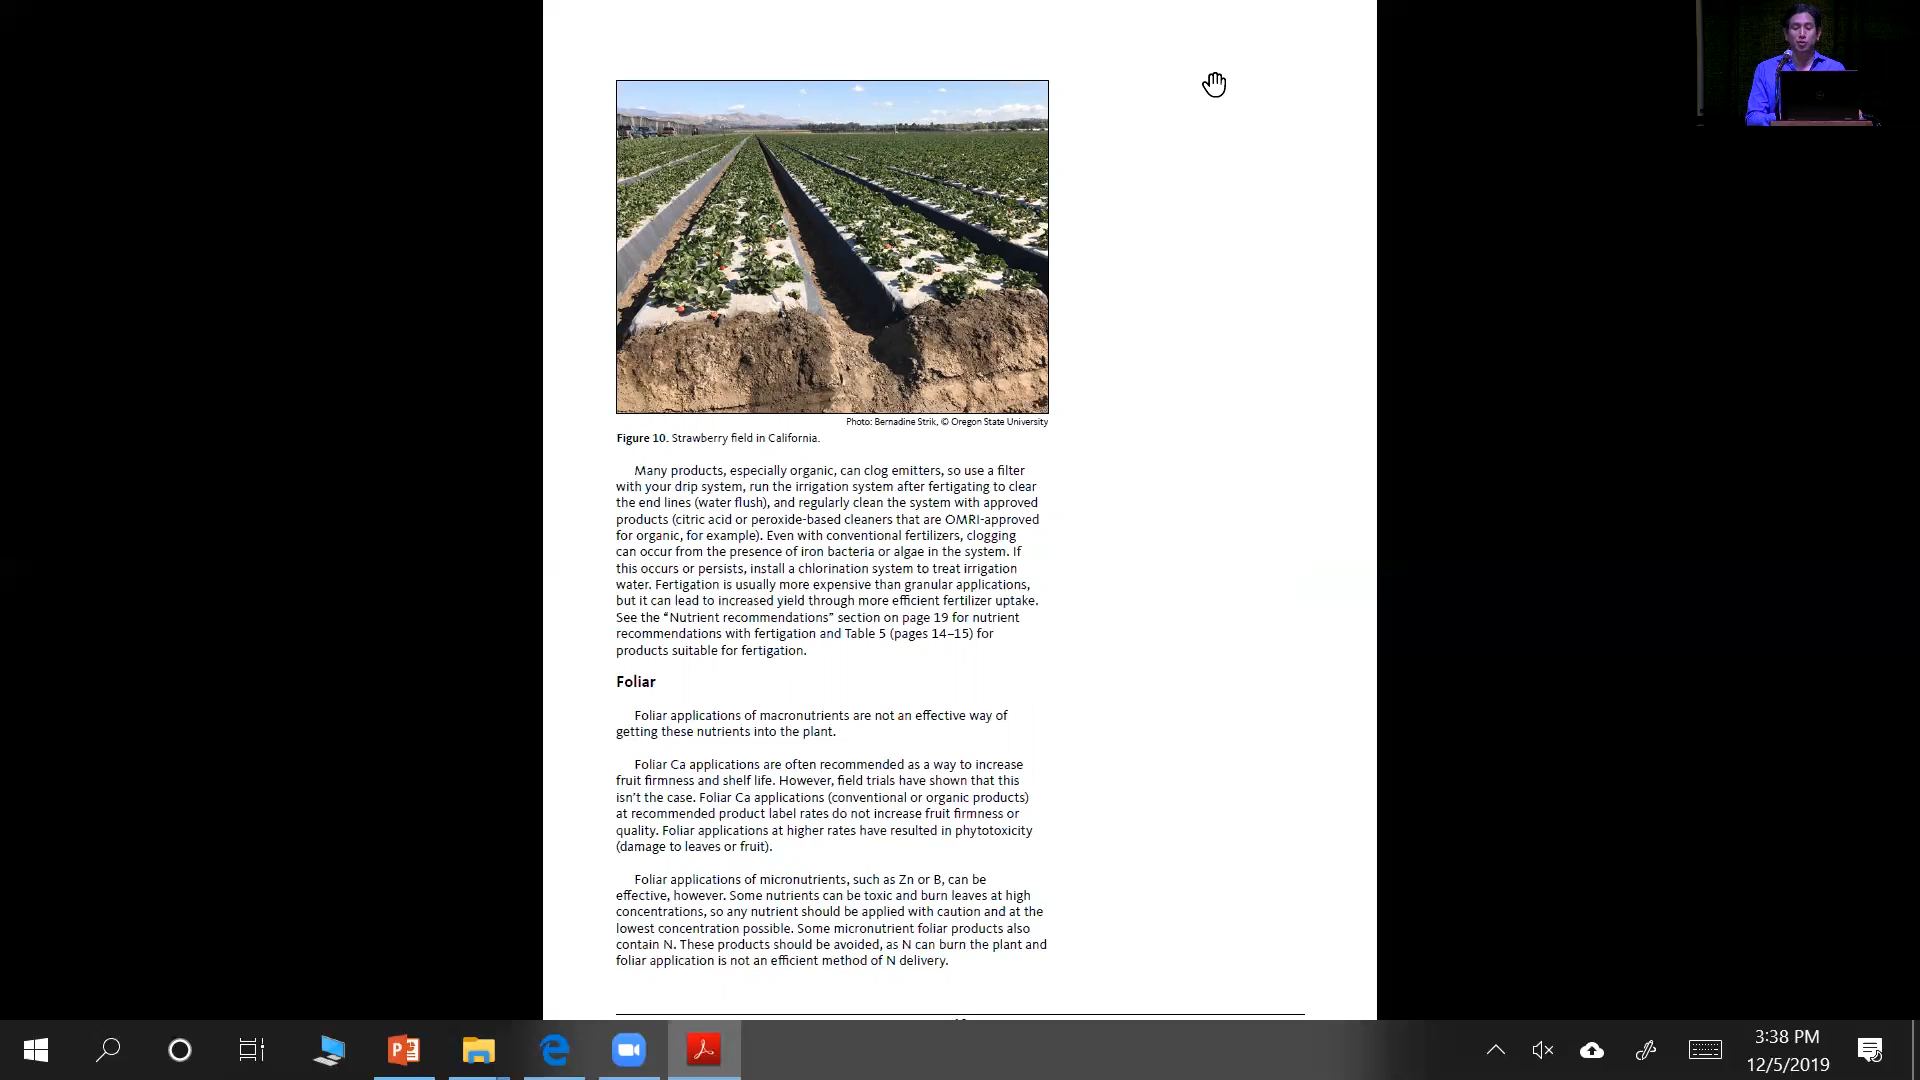 Photo: Bernadine Strik, © Oregon State University
Figure 10. Strawberry field in California.
Many products, especially organic, can clog emitters, so use a filter
with your drip system, run the irrigation system after fertigating to clear
the end lines (water flush), and regularly clean the system with approved
products (citric acid or peroxide-based cleaners that are OMRI-approved
for organic, for example). Even with conventional fertilizers, clogging
can occur from the presence of iron bacteria or algae in the system. If
this occurs or persists, install a chlorination system to treat irrigation
water. Fertigation is usually more expensive than granular applications,
but it can lead to increased yield through more efficient fertilizer uptake.
See the “Nutrient recommendations” section on page 19 for nutrient
recommendations with fertigation and Table 5 (pages 14–15) for
products suitable for fertigation.
Foliar
Foliar applications of macronutrients are not an effective way of
getting these nutrients into the plant.
Foliar Ca applications are often recommended as a way to increase
fruit firmness and shelf life. However, field trials have shown that this
isn’t the case. Foliar Ca applications (conventional or organic products)
at recommended product label rates do not increase fruit firmness or
quality. Foliar applications at higher rates have resulted in phytotoxicity
(damage to leaves or fruit).
Foliar applications of micronutrients, such as Zn or B, can be
effective, however. Some nutrients can be toxic and burn leaves at high
concentrations, so any nutrient should be applied with caution and at the
lowest concentration possible. Some micronutrient foliar products also
contain N. These products should be avoided, as N can burn the plant and
foliar application is not an efficient method of N delivery.
3:38 PM
12/5/2019